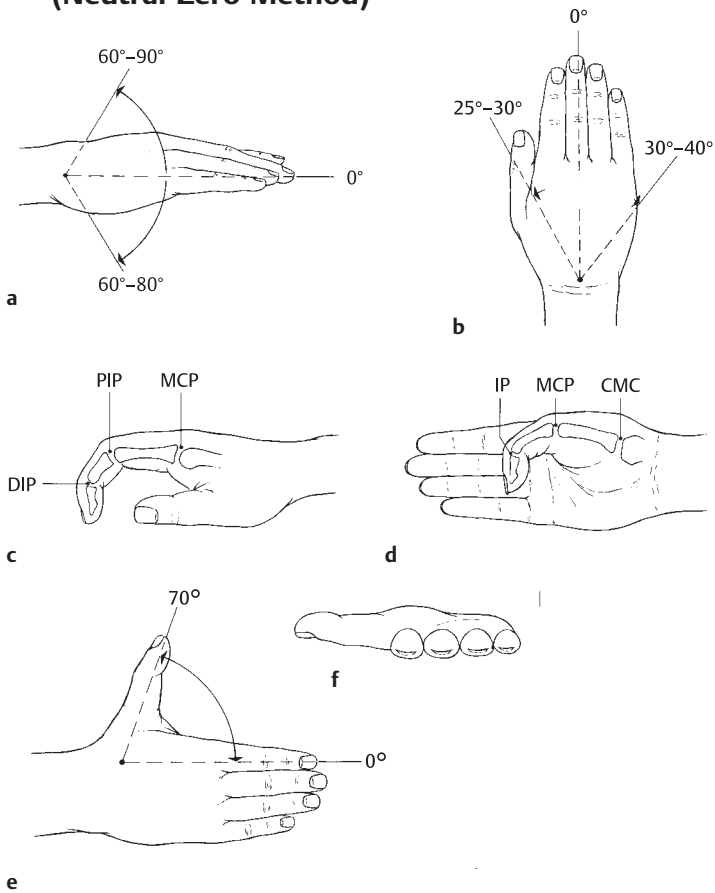 (Neutral Zero Method)
0°
60°–90°
25°–30°
30°–40°
0°
60°–80°
a
b
PIP MCP
IP MCP CMC
DIP
c
d
70°
f
0°
e